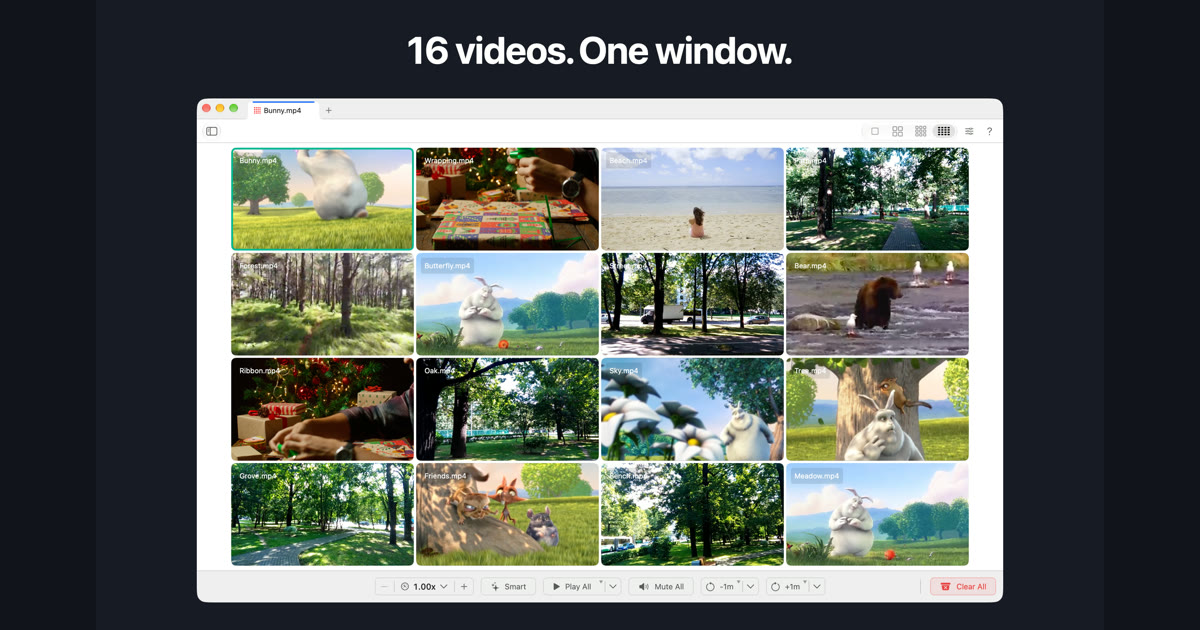 16 videos. One window.
Bunny.mp4
?
Bunny.mp4
Wrapping.mp4
Beach.mp4
Forest.mp4
Butterfly.mp4
Bear.mp4
Ribbon.mp4
Oak.mp4
Sky.mp4
Tree.mp4
Grove.mp4
Friends.mp4
Meadow.mp4
1.00x
Smart
Play All
Mute All
-1m
+1m
Clear All